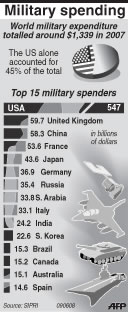 Military spending
World military expenditure
totalled around $1,339 in 2007
The US alone
accounted for
45% of the total
Top 15 military spenders
USA 547
59.7 United Kingdom
58.3 China
53.6 France
in billions
of dollars
43.6 Japan
36.9 Germany
35.4 Russia
33.8 S. Arabia
33.1 Italy
24.2 India
22.6 S. Korea
15.3 Brazil
15.2 Canada
15.1 Australia
14.6 Spain
Source: SIPRI 090608 AFP